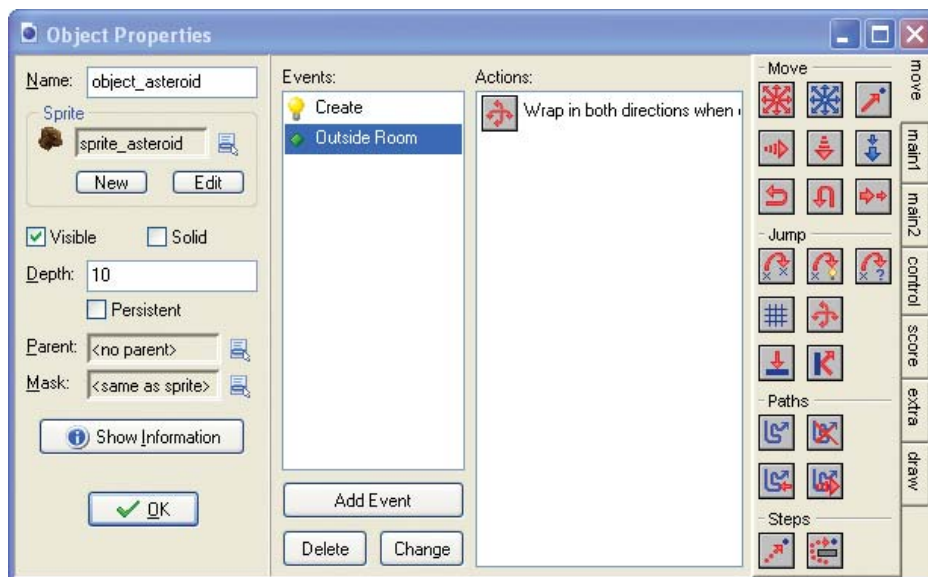 Object Properties
Name: object_asteroid
Sprite
sprite_asteroid
New Edit
Visible Solid
Depth: 10
Persistent
Parent: <no parent>
Mask: <same as sprite>
Show Information
OK
Events:
Create
Outside Room
Add Event
Delete Change
Actions:
Wrap in both directions when
Move
Jump
Paths
Steps
move
main1
main2
control
score
extra
draw